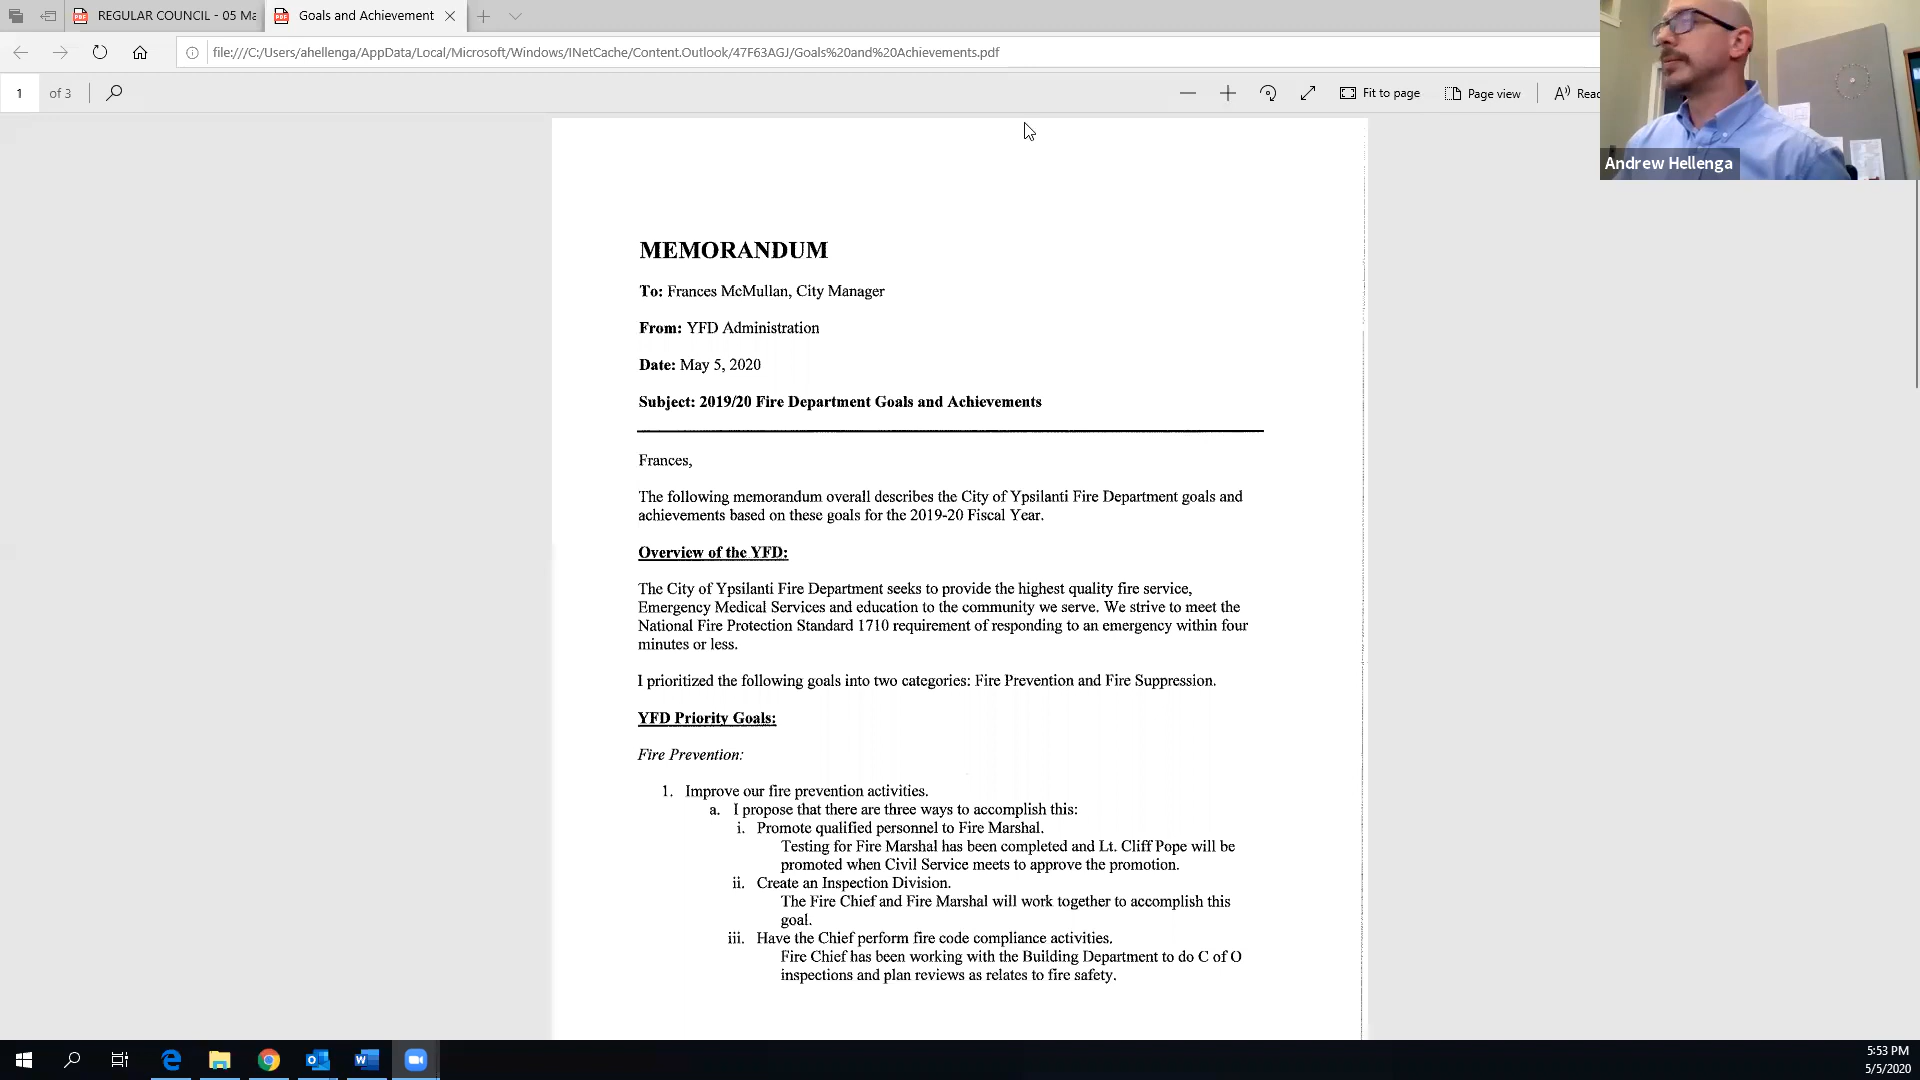 REGULAR COUNCIL - 05 Ma
Goals and Achievement
file:///C:/Users/ahellenga/AppData/Local/Microsoft/Windows/INetCache/Content.Outlook/47F63AGJ/Goals%20and%20Achievements.pdf
1 of 3
Fit to page
Page view
Read
Andrew Hellenga
MEMORANDUM
To: Frances McMullan, City Manager
From: YFD Administration
Date: May 5, 2020
Subject: 2019/20 Fire Department Goals and Achievements
Frances,
The following memorandum overall describes the City of Ypsilanti Fire Department goals and
achievements based on these goals for the 2019-20 Fiscal Year.
Overview of the YFD:
The City of Ypsilanti Fire Department seeks to provide the highest quality fire service,
Emergency Medical Services and education to the community we serve. We strive to meet the
National Fire Protection Standard 1710 requirement of responding to an emergency within four
minutes or less.
I prioritized the following goals into two categories: Fire Prevention and Fire Suppression.
YFD Priority Goals:
Fire Prevention:
1. Improve our fire prevention activities.
a. I propose that there are three ways to accomplish this:
i. Promote qualified personnel to Fire Marshal.
Testing for Fire Marshal has been completed and Lt. Cliff Pope will be
promoted when Civil Service meets to approve the promotion.
ii. Create an Inspection Division.
The Fire Chief and Fire Marshal will work together to accomplish this
goal.
iii. Have the Chief perform fire code compliance activities.
Fire Chief has been working with the Building Department to do C of O
inspections and plan reviews as relates to fire safety.
5:53 PM
5/5/2020